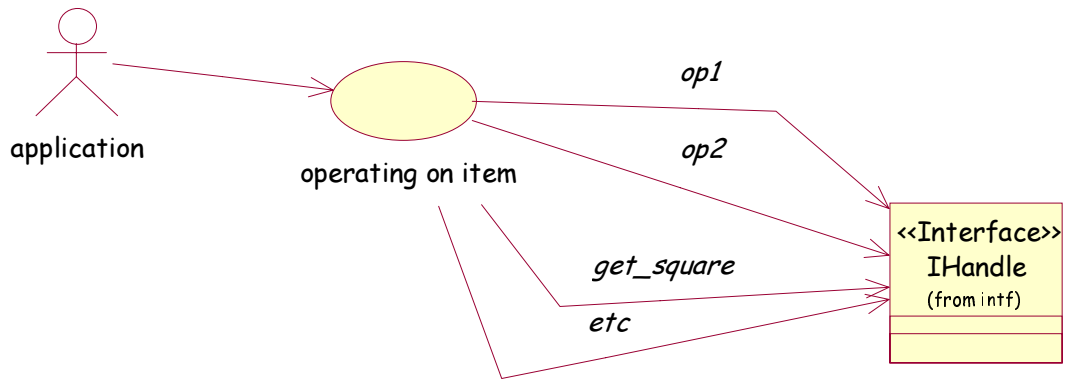 op1
application
op2
operating on item
<<Interface>>
IHandle
(from intf)
get_square
etc